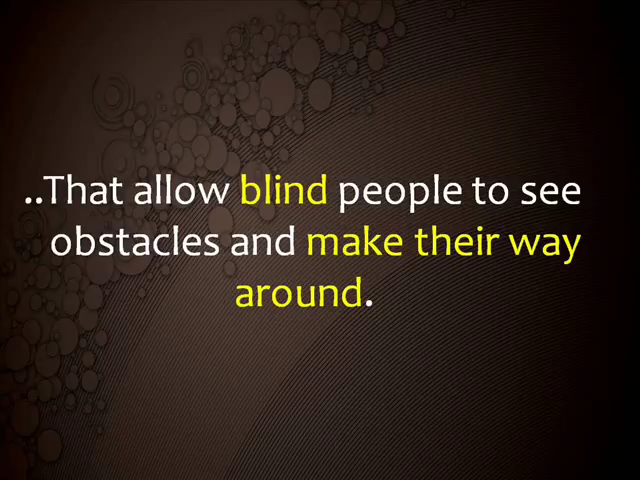 ..That allow blind people to see
obstacles and make their way
around.